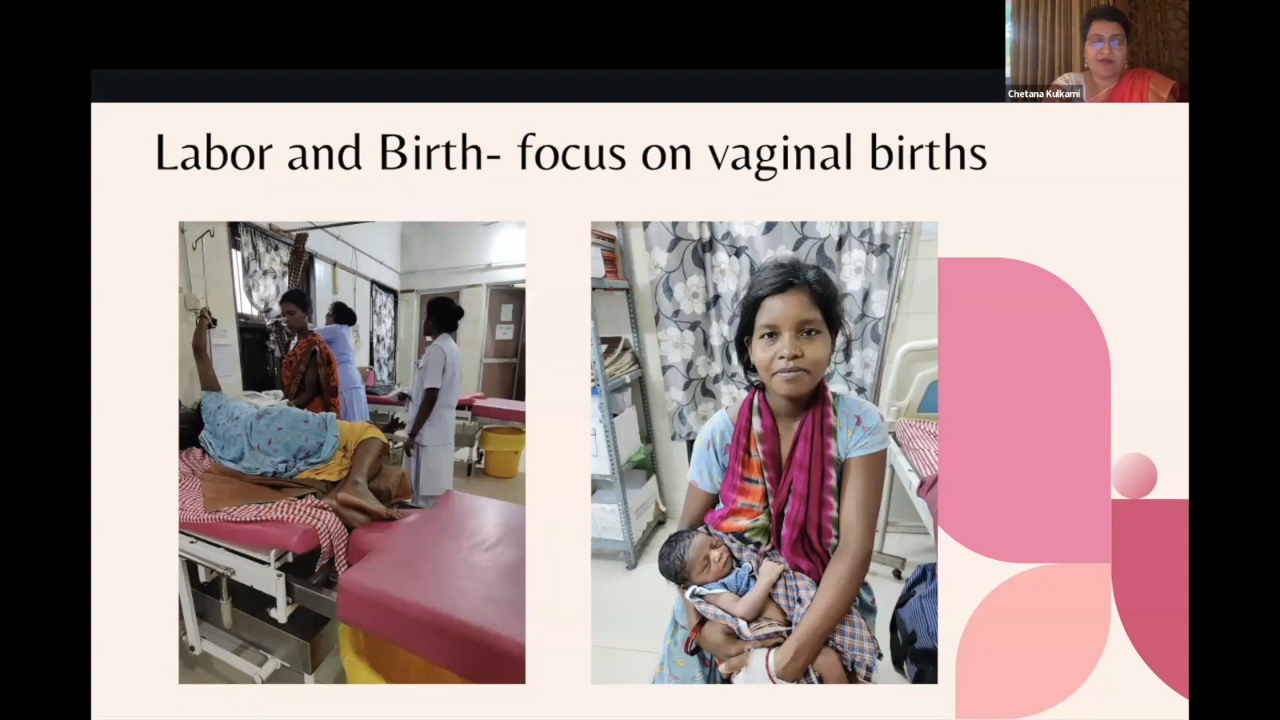 Chetana Kulkarni
Labor and Birth- focus on vaginal births